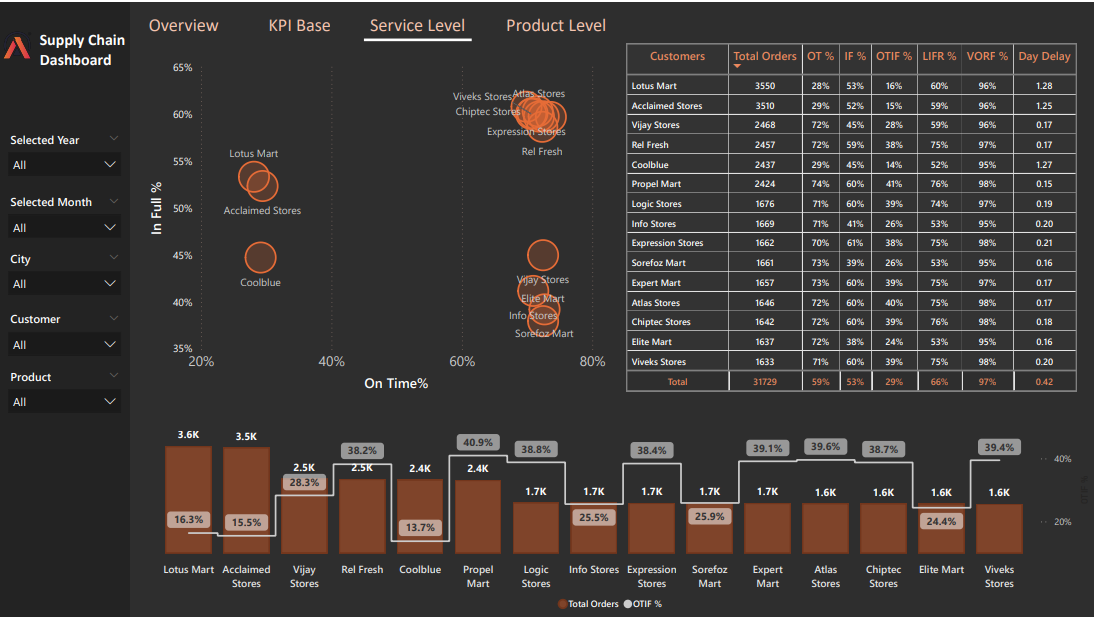 Supply Chain
Dashboard
Overview
KPI Base
Service Level
Product Level
Selected Year
All
Selected Month
All
City
All
Customer
All
Product
All
In Full %
65%
60%
55%
50%
45%
40%
35%
20%
40%
60%
80%
On Time%
Viveks Stores
Atlas Stores
Chiptec Stores
Expression Stores
Rel Fresh
Lotus Mart
Acclaimed Stores
Coolblue
Vijay Stores
Elite Mart
Info Stores
Sorefoz Mart
Customers Total Orders OT % IF % OTIF % LIFR % VORF % Day Delay
Lotus Mart 3550 28% 53% 16% 60% 96% 1.28
Acclaimed Stores 3510 29% 52% 15% 59% 96% 1.25
Vijay Stores 2468 72% 45% 28% 59% 96% 0.17
Rel Fresh 2457 72% 59% 38% 75% 97% 0.17
Coolblue 2437 29% 45% 14% 52% 95% 1.27
Propel Mart 2424 74% 60% 41% 76% 98% 0.15
Logic Stores 1676 71% 60% 39% 74% 97% 0.19
Info Stores 1669 71% 41% 26% 53% 95% 0.20
Expression Stores 1662 70% 61% 38% 75% 98% 0.21
Sorefoz Mart 1661 73% 39% 26% 53% 95% 0.16
Expert Mart 1657 73% 60% 39% 75% 97% 0.17
Atlas Stores 1646 72% 60% 40% 75% 98% 0.17
Chiptec Stores 1642 72% 60% 39% 76% 98% 0.18
Elite Mart 1637 72% 38% 24% 53% 95% 0.16
Viveks Stores 1633 71% 60% 39% 75% 98% 0.20
Total 31729 59% 53% 29% 66% 97% 0.42
3.6K 3.5K 2.5K 2.5K 2.4K 2.4K 1.7K 1.7K 1.7K 1.7K 1.7K 1.6K 1.6K 1.6K 1.6K
16.3% 15.5% 28.3% 38.2% 13.7% 40.9% 38.8% 25.5% 38.4% 25.9% 39.1% 39.6% 38.7% 24.4% 39.4%
40%
20%
OTIF %
Lotus Mart
Acclaimed
Stores
Vijay
Stores
Rel Fresh
Coolblue
Propel
Mart
Logic
Stores
Info Stores
Expression
Stores
Sorefoz
Mart
Expert
Mart
Atlas
Stores
Chiptec
Stores
Elite Mart
Viveks
Stores
Total Orders OTIF %